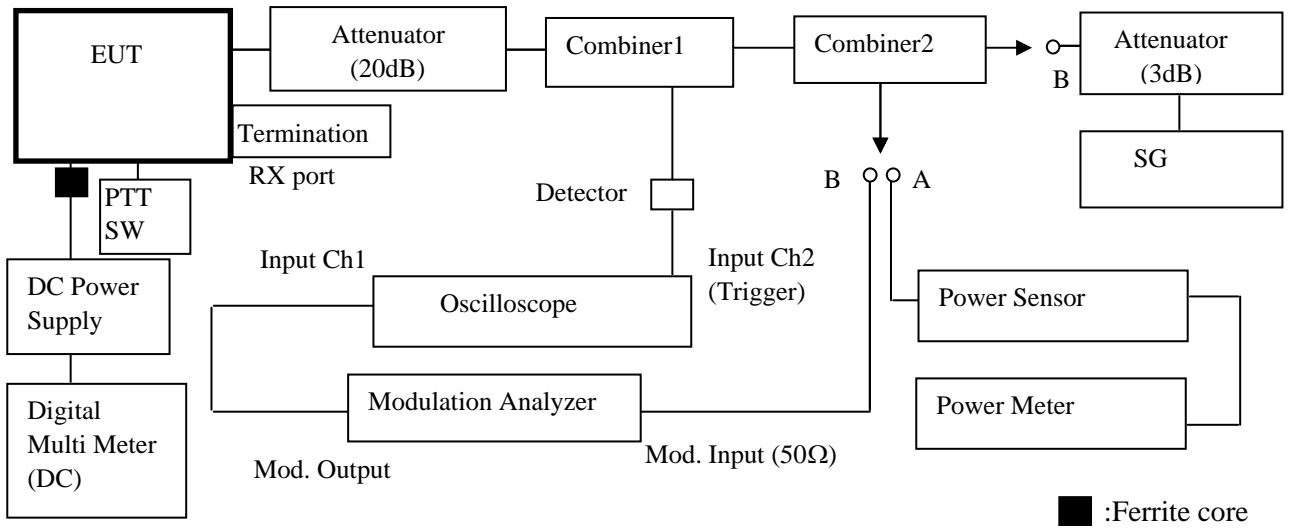 EUT
Attenuator
(20dB)
Combiner1
Combiner2
B
Attenuator
(3dB)
Termination
RX port
SG
PTT
SW
Detector
B
A
Input Ch1
Input Ch2
(Trigger)
DC Power
Supply
Oscilloscope
Power Sensor
Digital
Multi Meter
(DC)
Modulation Analyzer
Power Meter
Mod. Output
Mod. Input (50Ω)
:Ferrite core